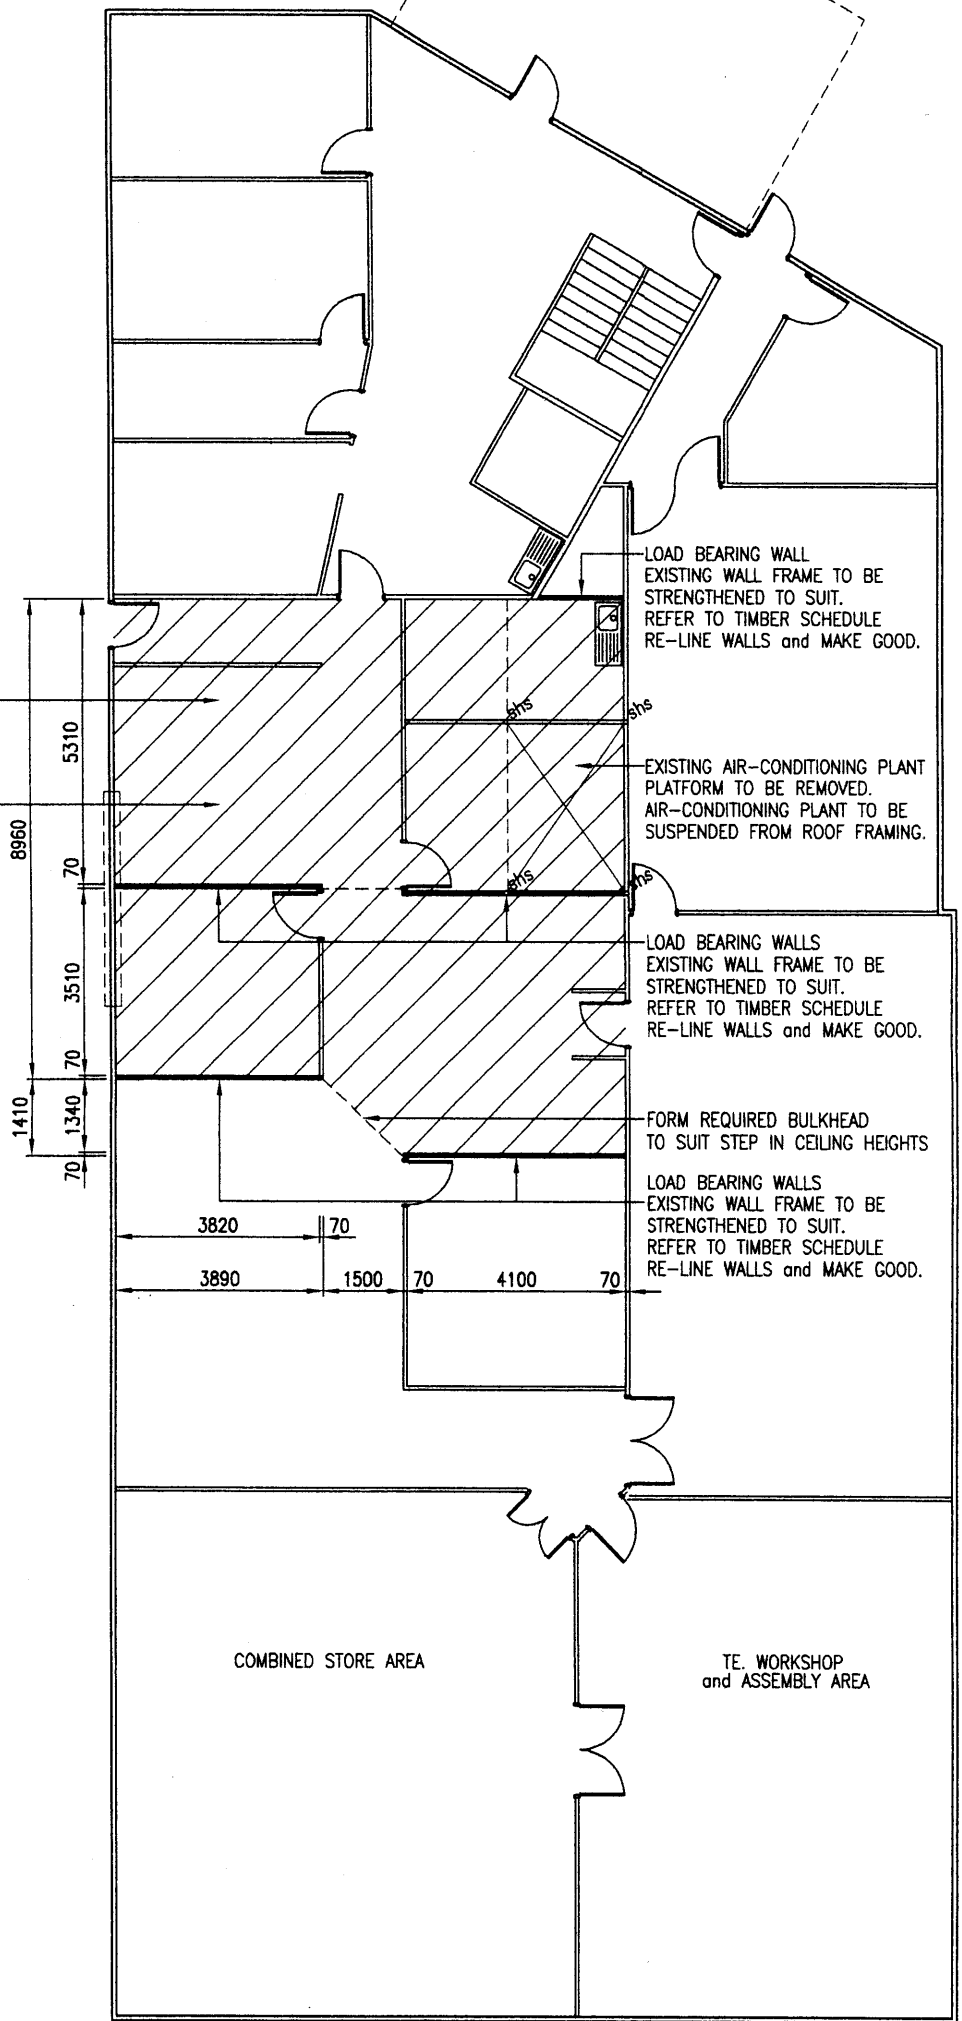 LOAD BEARING WALL
EXISTING WALL FRAME TO BE
STRENGTHENED TO SUIT.
REFER TO TIMBER SCHEDULE
RE-LINE WALLS and MAKE GOOD.
shs
shs
EXISTING AIR-CONDITIONING PLANT
PLATFORM TO BE REMOVED.
AIR-CONDITIONING PLANT TO BE
SUSPENDED FROM ROOF FRAMING.
shs
shs
5310
8960
70
3510
70
1410
1340
70
LOAD BEARING WALLS
EXISTING WALL FRAME TO BE
STRENGTHENED TO SUIT.
REFER TO TIMBER SCHEDULE
RE-LINE WALLS and MAKE GOOD.
FORM REQUIRED BULKHEAD
TO SUIT STEP IN CEILING HEIGHTS
LOAD BEARING WALLS
EXISTING WALL FRAME TO BE
STRENGTHENED TO SUIT.
REFER TO TIMBER SCHEDULE
RE-LINE WALLS and MAKE GOOD.
3820 70
3890 1500 70 4100 70
COMBINED STORE AREA
TE. WORKSHOP
and ASSEMBLY AREA